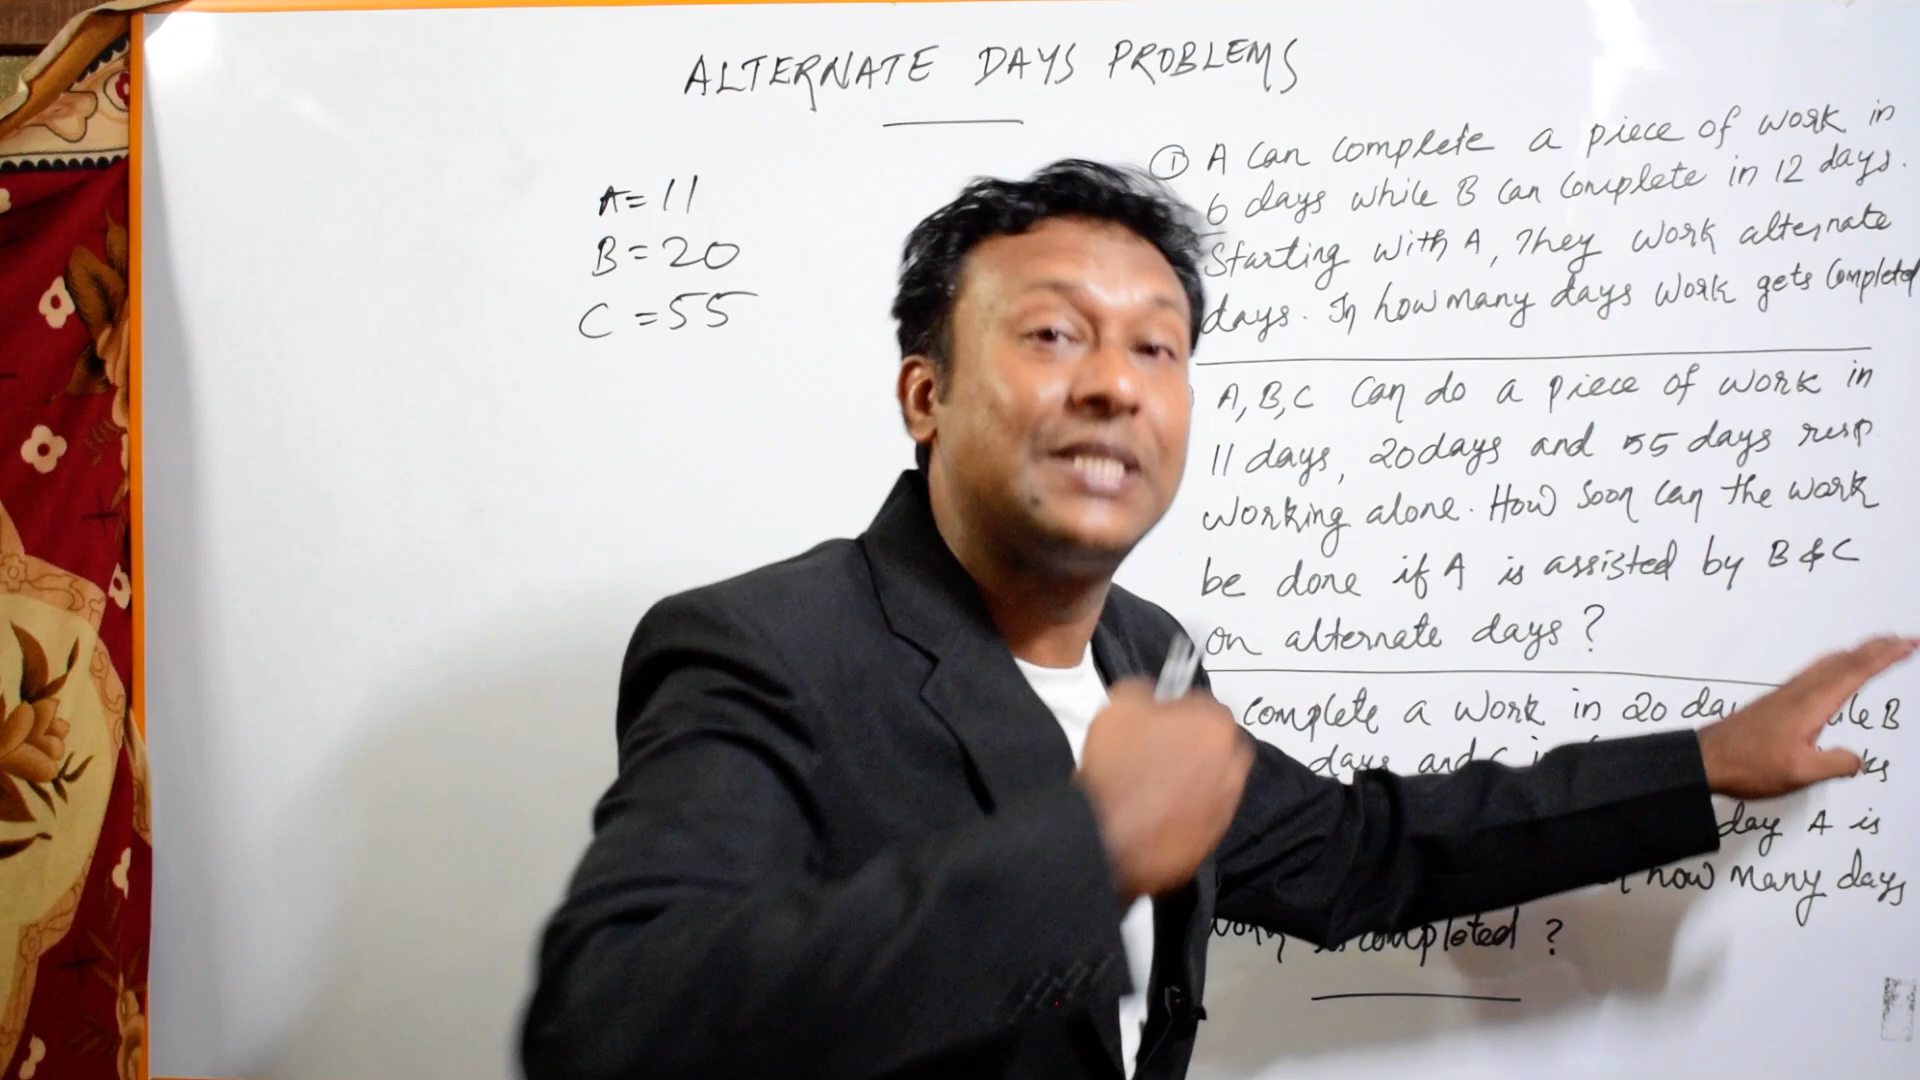 ALTERNATE DAYS PROBLEMS
A = 11
B = 20
C = 55
① A can complete a piece of work in
6 days while B can complete in 12 days.
Starting with A, They work alternate
days. In how many days work gets completed
A, B, C can do a piece of work in
11 days, 20 days and 55 days resp
working alone. How soon can the work
be done if A is assisted by B & C
on alternate days?
complete a work in 20 B
days and C
day A is
how many days
completed ?